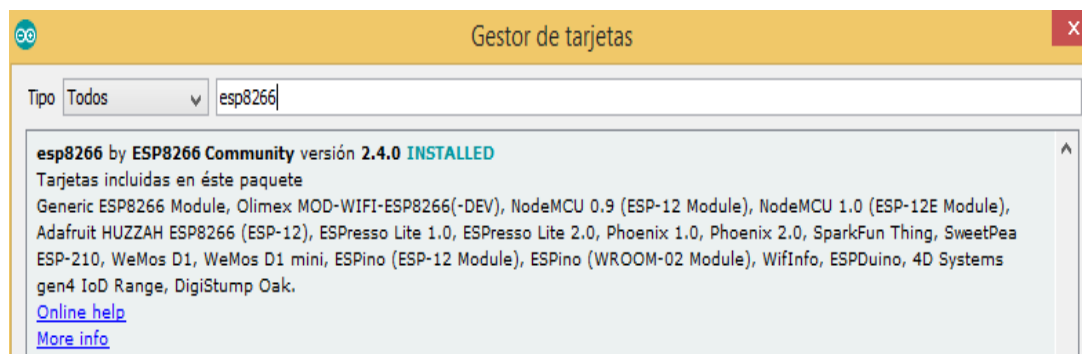 Gestor de tarjetas
x
Tipo Todos esp8266
esp8266 by ESP8266 Community versión 2.4.0 INSTALLED
Tarjetas incluidas en éste paquete
Generic ESP8266 Module, Olimex MOD-WIFI-ESP8266(-DEV), NodeMCU 0.9 (ESP-12 Module), NodeMCU 1.0 (ESP-12E Module),
Adafruit HUZZAH ESP8266 (ESP-12), ESPresso Lite 1.0, ESPresso Lite 2.0, Phoenix 1.0, Phoenix 2.0, SparkFun Thing, SweetPea
ESP-210, WeMos D1, WeMos D1 mini, ESPino (ESP-12 Module), ESPino (WROOM-02 Module), WifInfo, ESPDuino, 4D Systems
gen4 IoD Range, DigiStump Oak.
Online help
More info